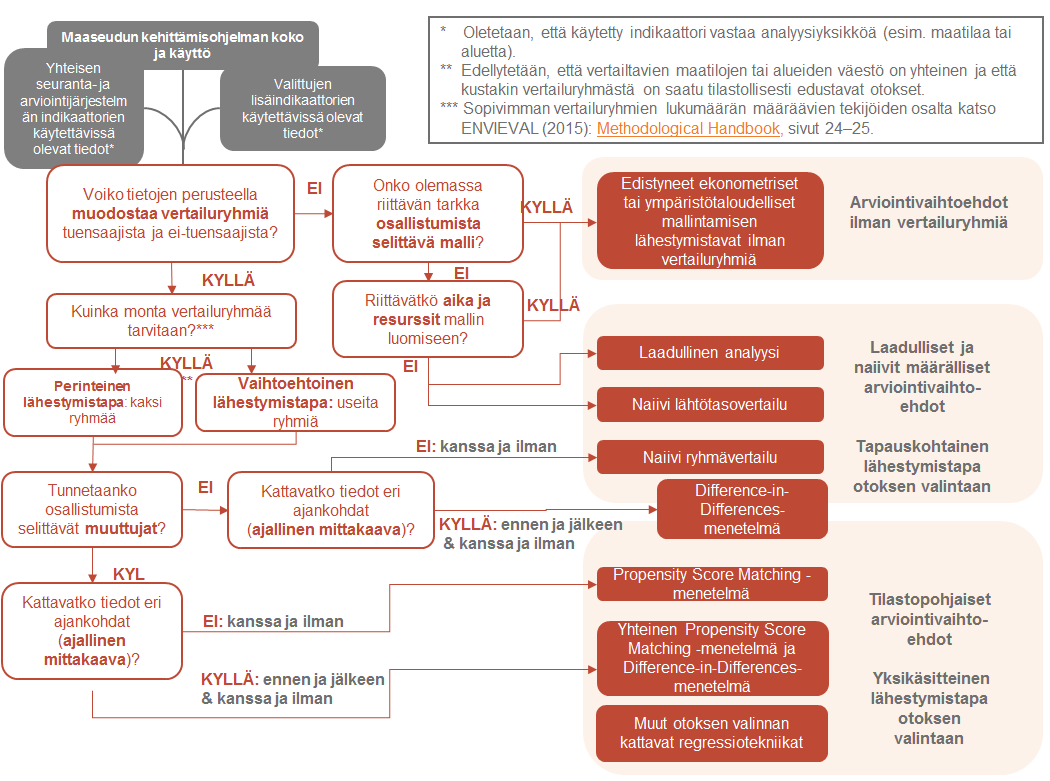 Maaseudun kehittämisohjelman koko
ja käyttö
Yhteisen
seuranta- ja
arviointijärjestelm
än indikaattorien
käytettävissä
olevat tiedot*
Valittujen
lisäindikaattorien
käytettävissä olevat
tiedot*
* Oletetaan, että käytetty indikaattori vastaa analyysiyksikköä (esim. maatilaa tai
aluetta).
** Edellytetään, että vertailtavien maatilojen tai alueiden väestö on yhteinen ja että
kustakin vertailuryhmästä on saatu tilastollisesti edustavat otokset.
*** Sopivimman vertailuryhmien lukumäärän määräävien tekijöiden osalta katso
ENVIEVAL (2015): Methodological Handbook, sivut 24–25.
Voiko tietojen perusteella
muodostaa vertailuryhmiä
tuensaajista ja ei-tuensaajista?
EI
Onko olemassa
riittävän tarkka
osallistumista
selittävä malli?
KYLLÄ
Edistyneet ekonometriset
tai ympäristötaloudelliset
mallintamisen
lähestymistavat ilman
vertailuryhmiä
Arviointivaihtoehdot
ilman vertailuryhmiä
KYLLÄ
EI
Kuinka monta vertailuryhmää
tarvitaan?***
Riittävätkö aika ja
resurssit mallin
luomiseen?
KYLLÄ
EI
KYLLÄ
**
Perinteinen
lähestymistapa: kaksi
ryhmää
Vaihtoehtoinen
lähestymistapa: useita
ryhmiä
Laadullinen analyysi
Naiivi lähtötasovertailu
Naiivi ryhmävertailu
Laadulliset ja
naiivit määrälliset
arviointivaihto-
ehdot
Tapauskohtainen
lähestymistapa
otoksen valintaan
EI: kanssa ja ilman
Tunnetaanko
osallistumista
selittävät muuttujat?
EI
Kattavatko tiedot eri
ajankohdat
(ajallinen mittakaava)?
KYLLÄ: ennen ja jälkeen
& kanssa ja ilman
Difference-in-
Differences-
menetelmä
KYL
Kattavatko tiedot eri
ajankohdat
(ajallinen
mittakaava)?
EI: kanssa ja ilman
KYLLÄ: ennen ja jälkeen
& kanssa ja ilman
Propensity Score Matching -
menetelmä
Yhteinen Propensity Score
Matching -menetelmä ja
Difference-in-Differences-
menetelmä
Muut otoksen valinnan
kattavat regressiotekniikat
Tilastopohjaiset
arviointivaihto-
ehdot
Yksikäsitteinen
lähestymistapa
otoksen
valintaan